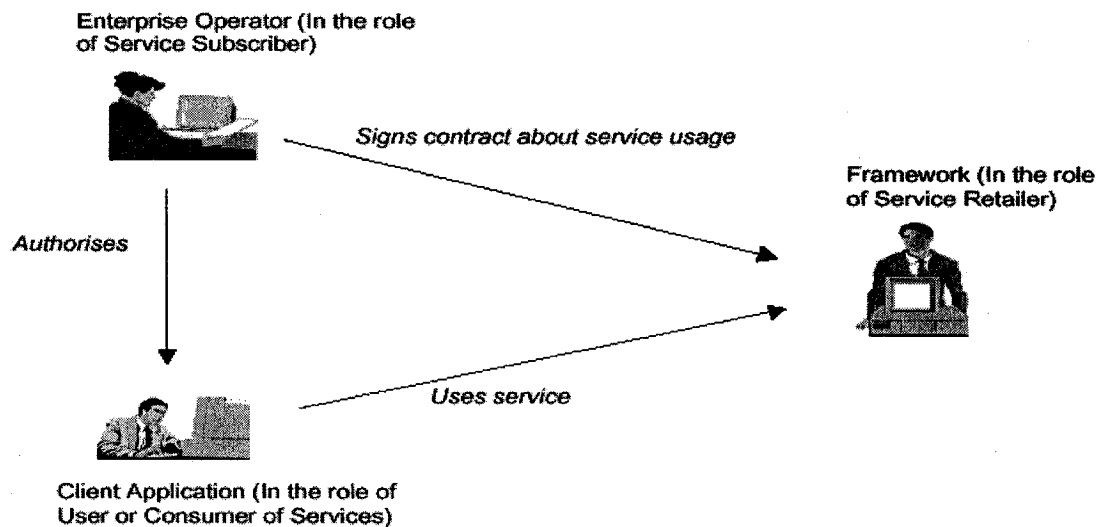 Enterprise Operator (In the role
of Service Subscriber)
Signs contract about service usage
Framework (In the role
of Service Retailer)
Authorises
Uses service
Client Application (In the role of
User or Consumer of Services)